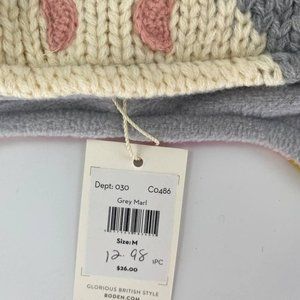 Dept: 030 C0486
Grey Marl
Size: M
12.98
1PC
$26.00
GLORIOUS BRITISH STYLE
BODEN.COM